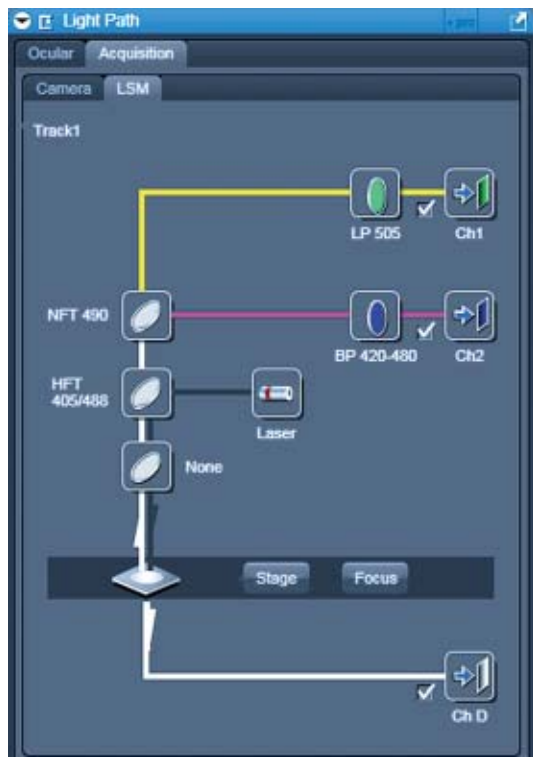 Light Path
Ocular Acquisition
Camera LSM
Track1
LP 505 Ch1
NFT 490
BP 420-480 Ch2
HFT
405/488
Laser
None
Stage Focus
Ch D